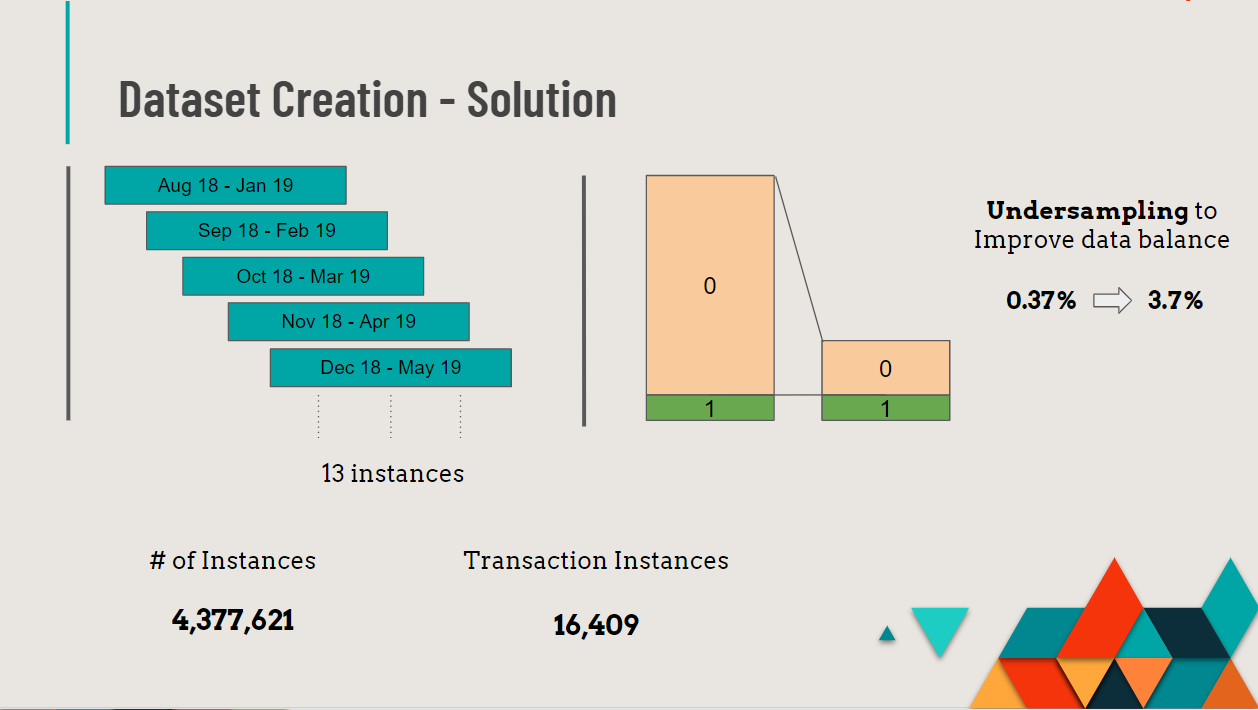 Dataset Creation - Solution
Aug 18 - Jan 19
Sep 18 - Feb 19
Oct 18 - Mar 19
Nov 18 - Apr 19
Dec 18 - May 19
13 instances
0
1
0
1
Undersampling to
Improve data balance
0.37% 3.7%
# of Instances
4,377,621
Transaction Instances
16,409